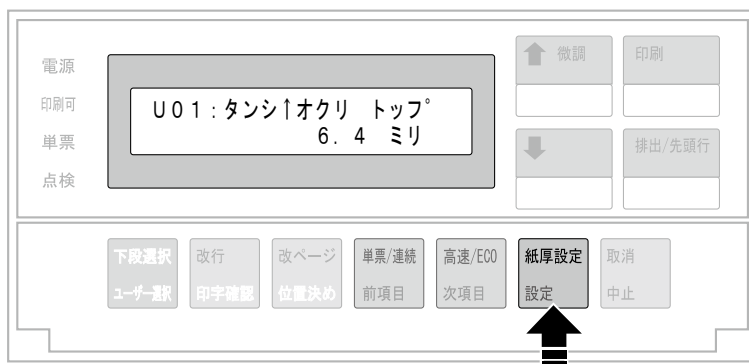 電源
印刷可
単票
点検
U01:タンシ↑オクリ トップ゜
6.4 ミリ
微調
印刷
排出/先頭行
下段選択
ユーザー選択
改行
印字確認
改ページ
位置決め
単票/連続
前項目
高速/ECO
次項目
紙厚設定
設定
取消
中止